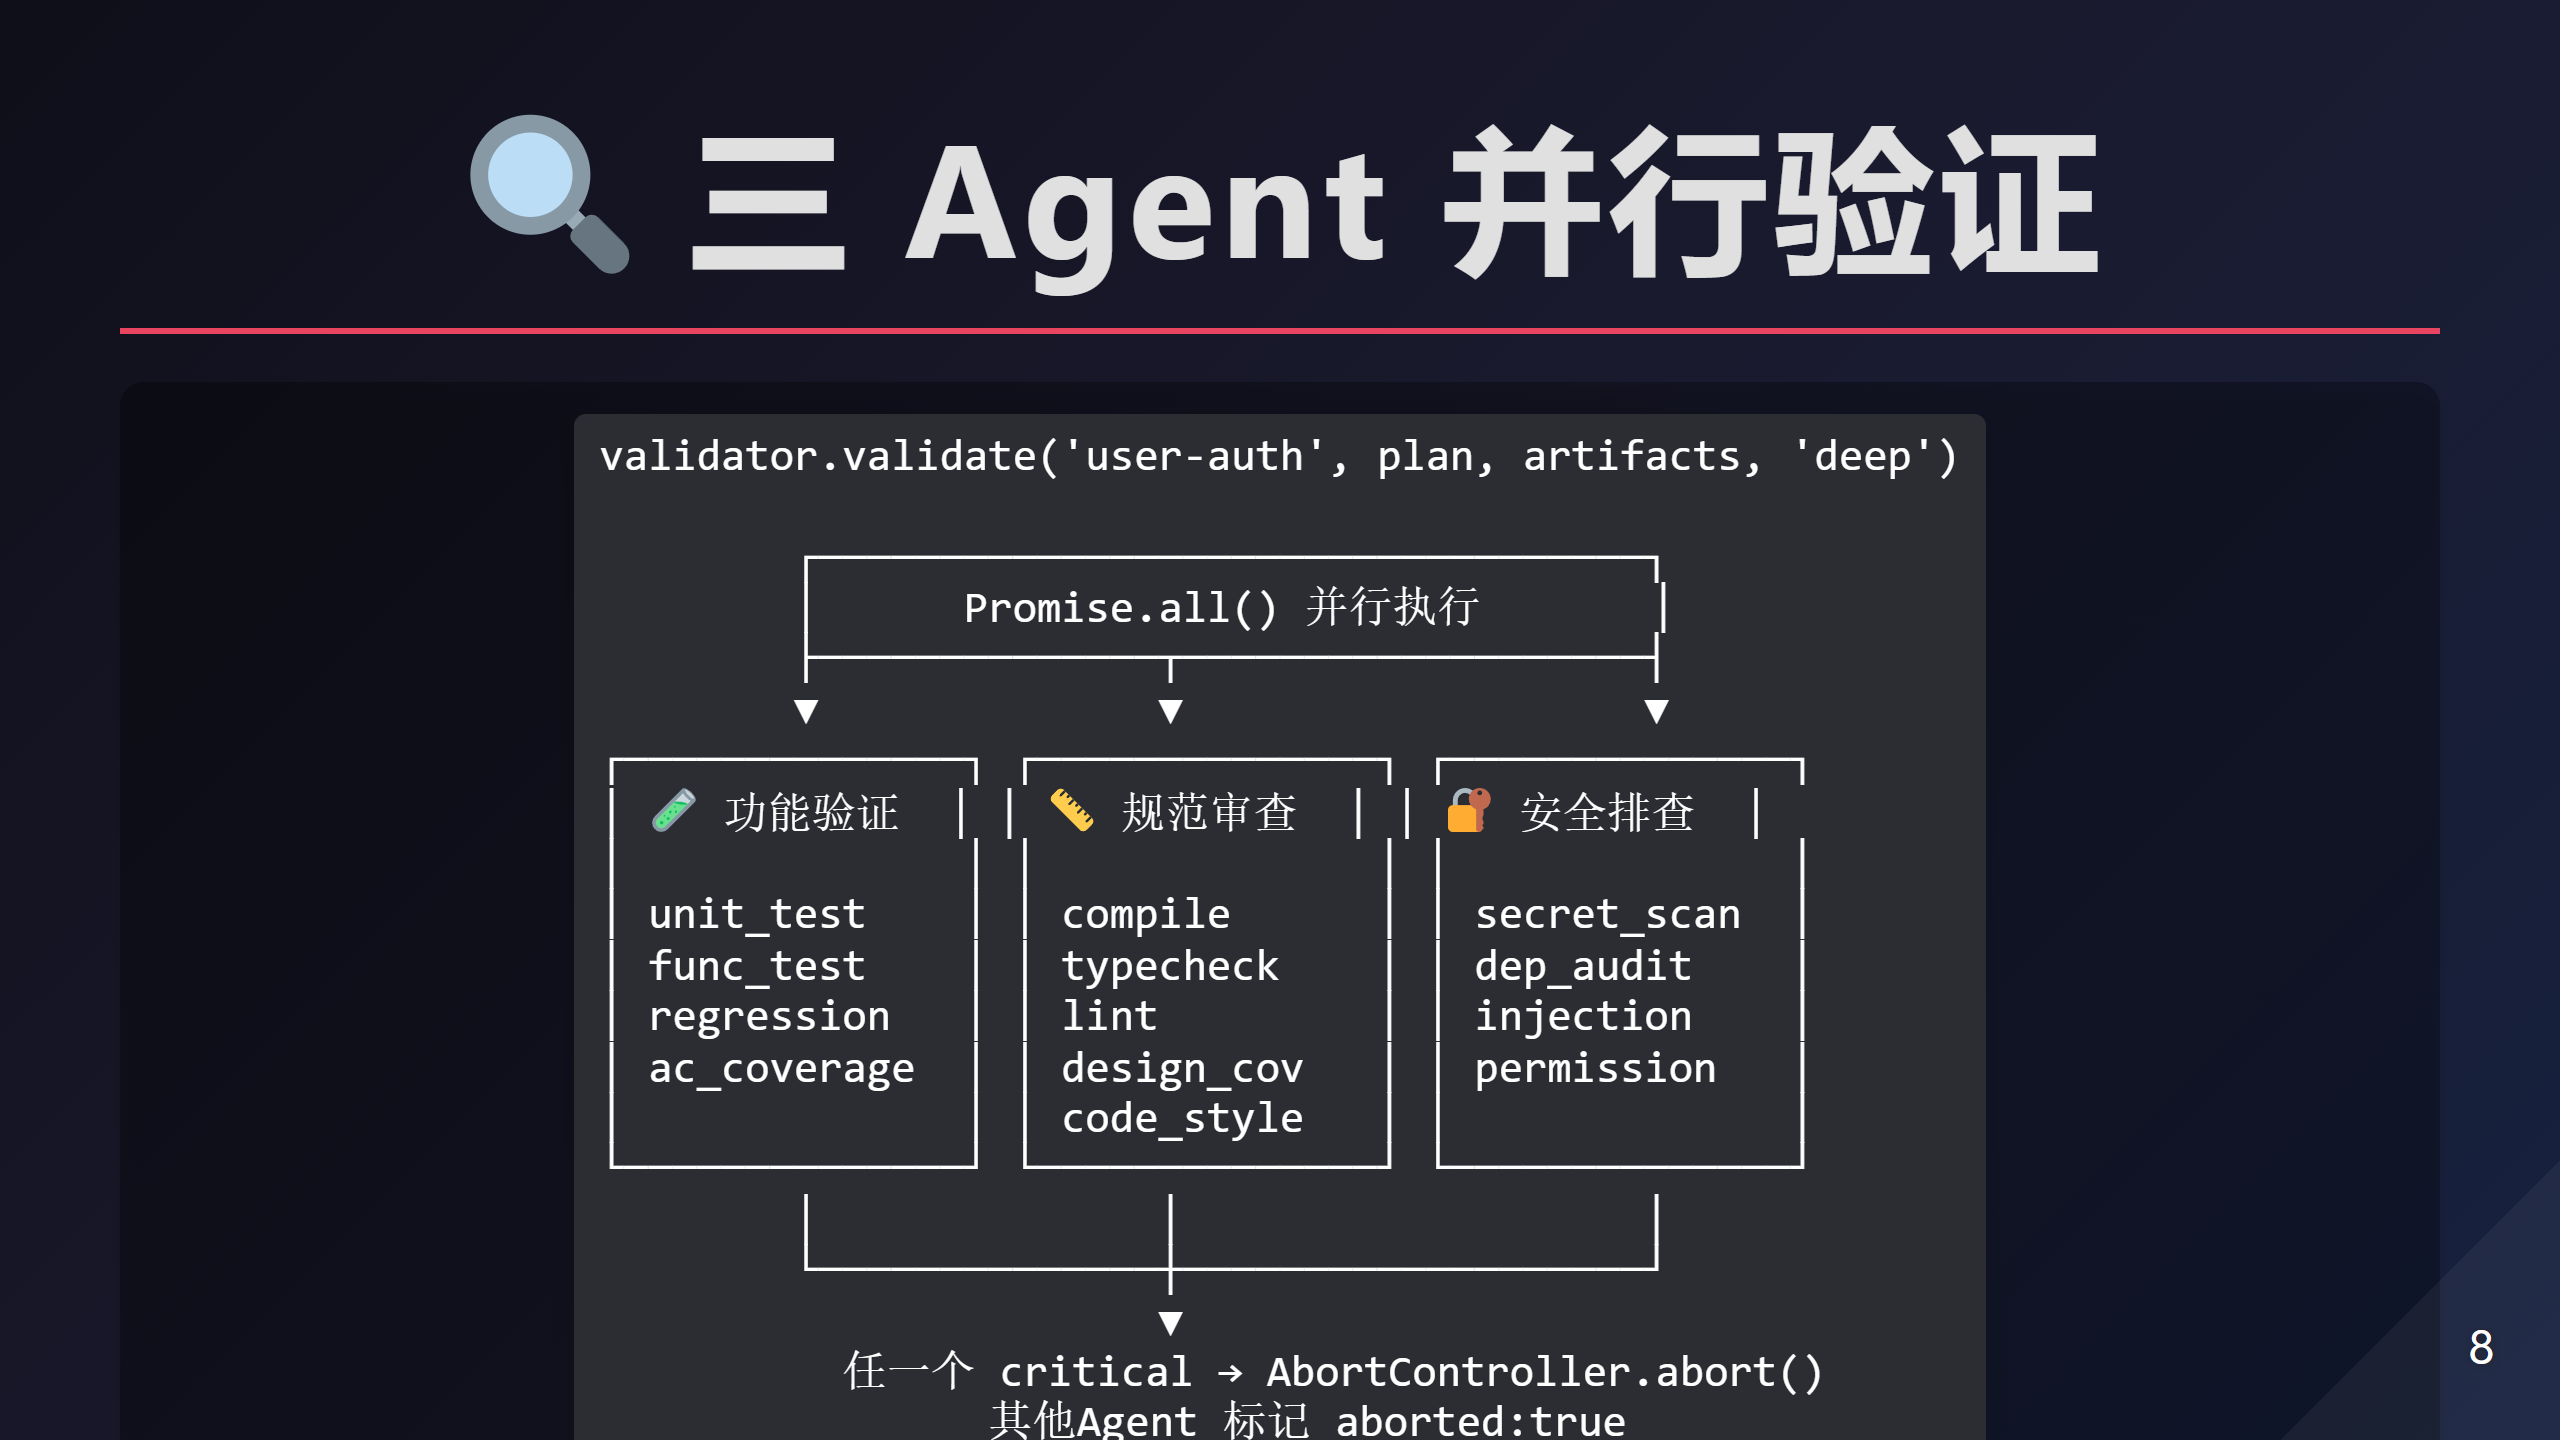 🔍 三 Agent 并行验证
validator.validate('user-auth', plan, artifacts, 'deep')
Promise.all() 并行执行
▼ ▼ ▼
🧪 功能验证 📏 规范审查 🔐 安全排查
unit_test compile secret_scan
func_test typecheck dep_audit
regression lint injection
ac_coverage design_cov permission
code_style
▼
任一个 critical → AbortController.abort()
其他Agent 标记 aborted:true
8